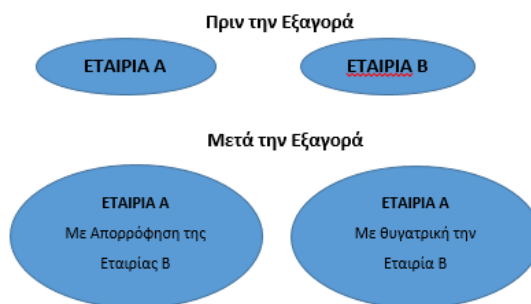 Πριν την Εξαγορά
ΕΤΑΙΡΙΑ Α
ΕΤΑΙΡΙΑ Β
Μετά την Εξαγορά
ΕΤΑΙΡΙΑ Α
Με Απορρόφηση της
Εταιρίας Β
ΕΤΑΙΡΙΑ Α
Με θυγατρική την
Εταιρία Β